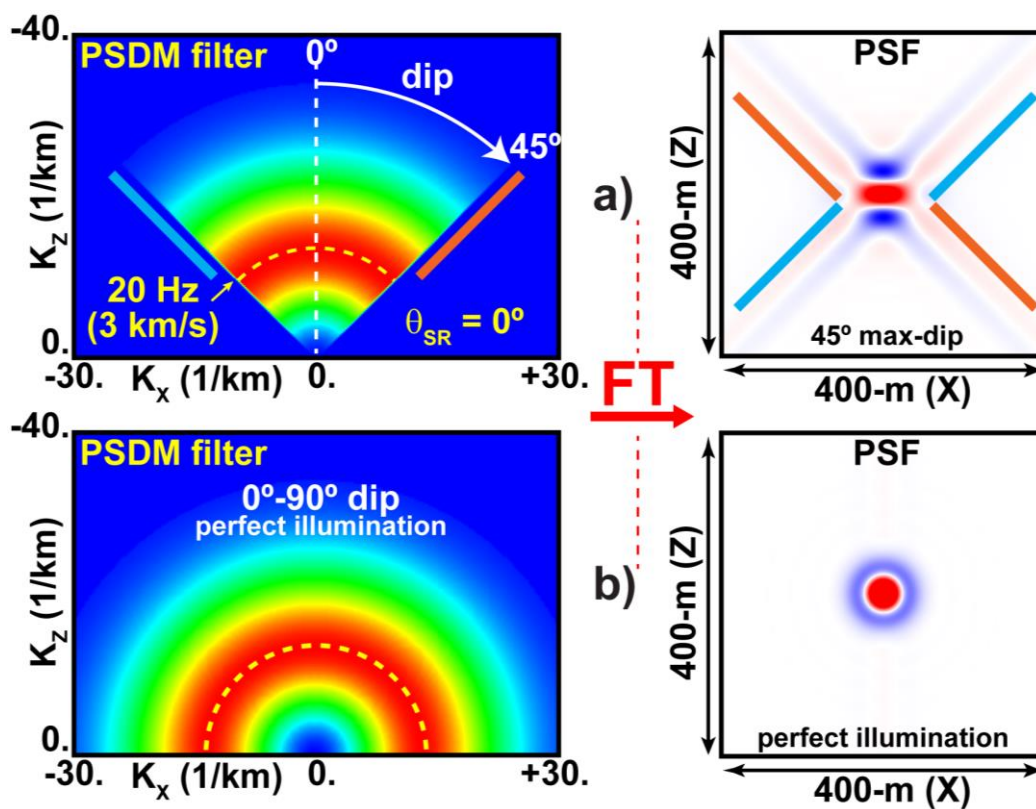 -40.
PSDM filter
0º
dip
45º
Kz (1/km)
20 Hz
(3 km/s)
θSR = 0º
0.
-30.
Kx (1/km)
0.
+30.
a)
PSF
400-m (Z)
45º max-dip
400-m (X)
FT
-40.
PSDM filter
0º-90º dip
perfect illumination
Kz (1/km)
0.
-30.
Kx (1/km)
0.
+30.
b)
PSF
400-m (Z)
perfect illumination
400-m (X)